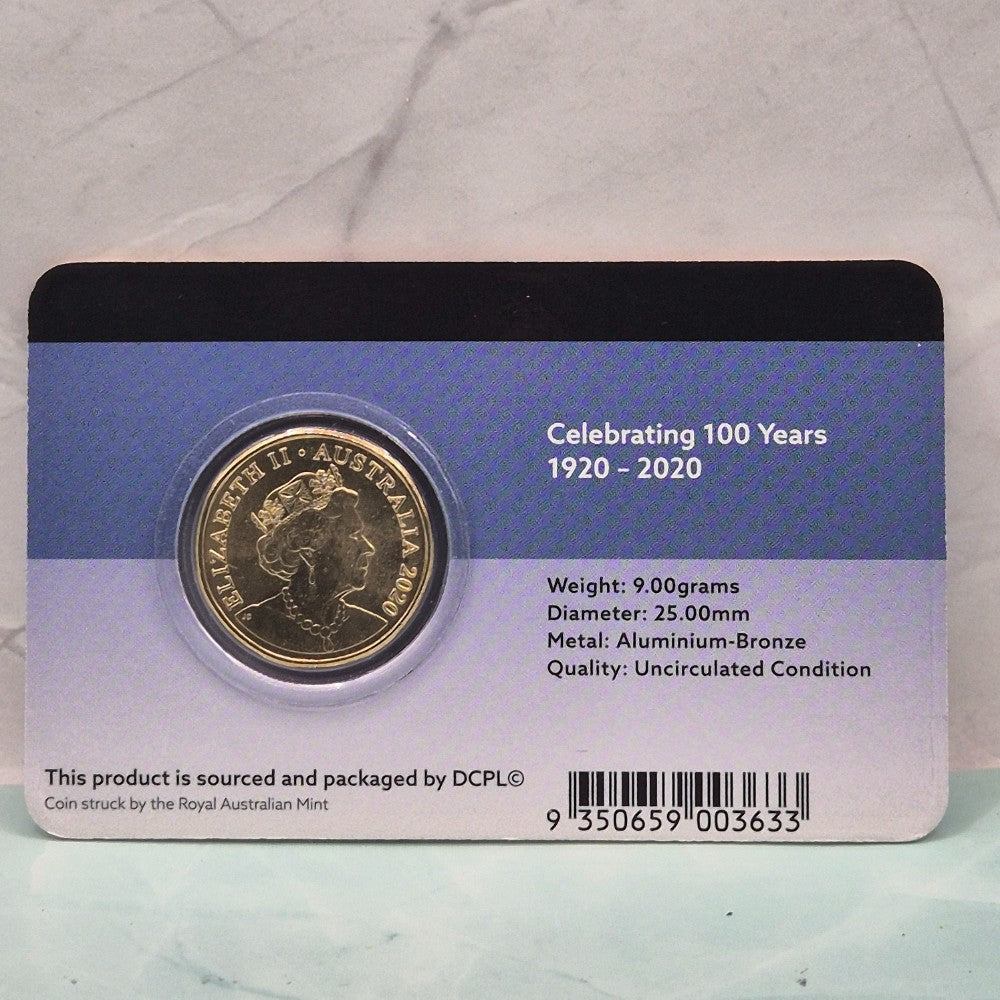 ELIZABETH II · AUSTRALIA 2020
JC
Celebrating 100 Years
1920 – 2020
Weight: 9.00grams
Diameter: 25.00mm
Metal: Aluminium-Bronze
Quality: Uncirculated Condition
This product is sourced and packaged by DCPL©
Coin struck by the Royal Australian Mint
9 350659 003633